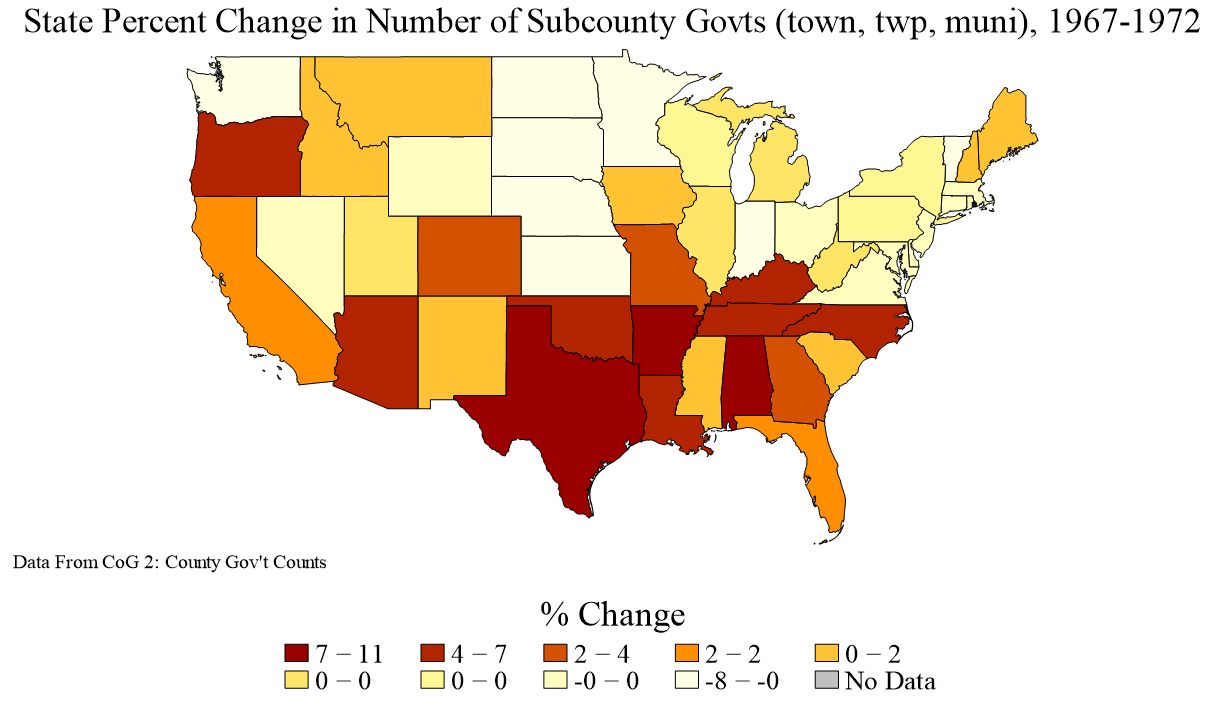 State Percent Change in Number of Subcounty Govts (town, twp, muni), 1967-1972
Data From CoG 2: County Gov't Counts
% Change
7 − 11 4 − 7 2 − 4 2 − 2 0 − 2
0 − 0 0 − 0 -0 − 0 -8 − -0 No Data